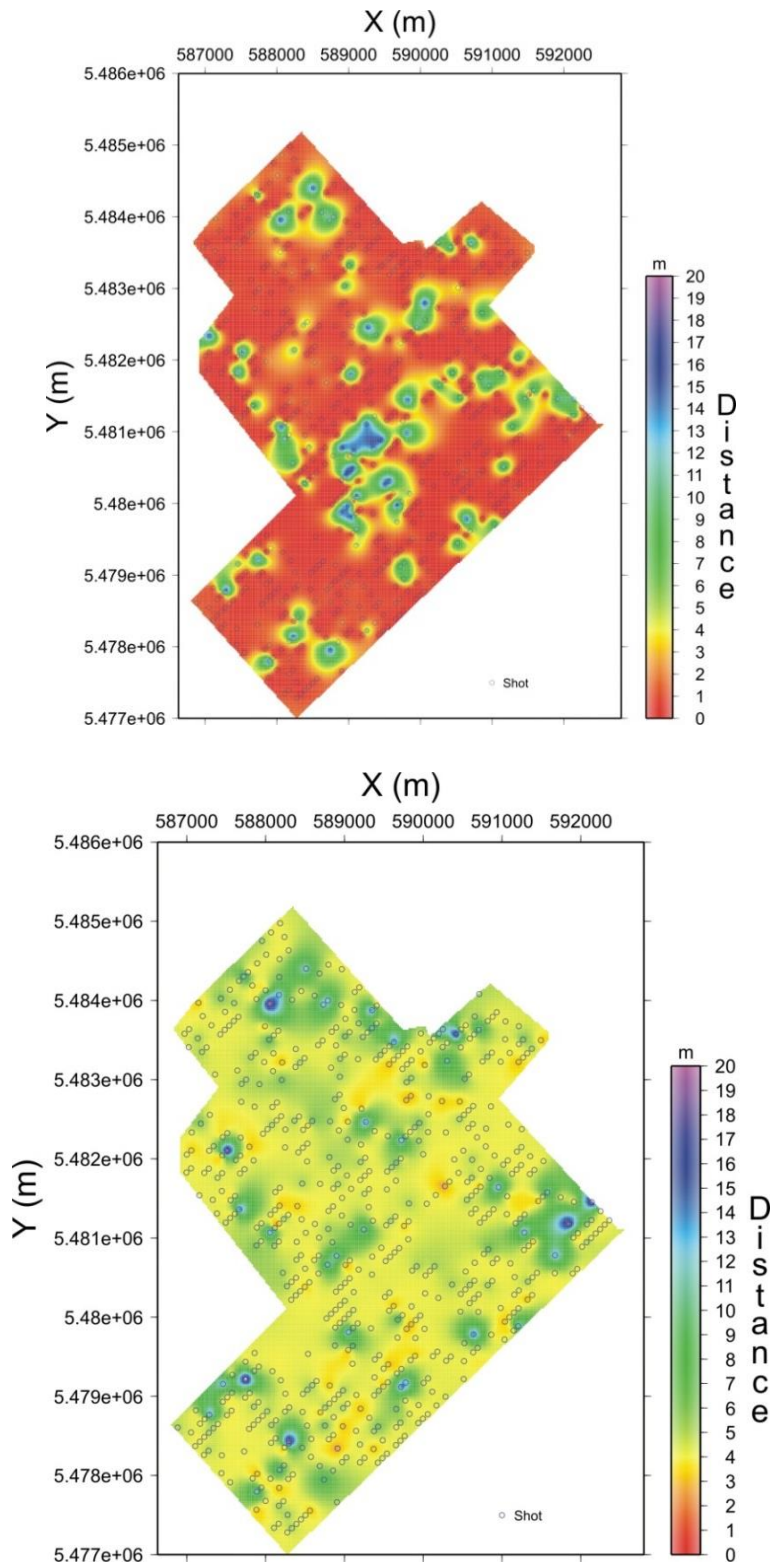 X (m)
587000 588000 589000 590000 591000 592000
5.486e+06
5.485e+06
5.484e+06
5.483e+06
5.482e+06
5.481e+06
5.48e+06
5.479e+06
5.478e+06
5.477e+06
Y (m)
Shot
m
20
19
18
17
16
15
14
13
12
11
10
9
8
7
6
5
4
3
2
1
0
Distance
X (m)
587000 588000 589000 590000 591000 592000
5.486e+06
5.485e+06
5.484e+06
5.483e+06
5.482e+06
5.481e+06
5.48e+06
5.479e+06
5.478e+06
5.477e+06
Y (m)
Shot
m
20
19
18
17
16
15
14
13
12
11
10
9
8
7
6
5
4
3
2
1
0
Distance